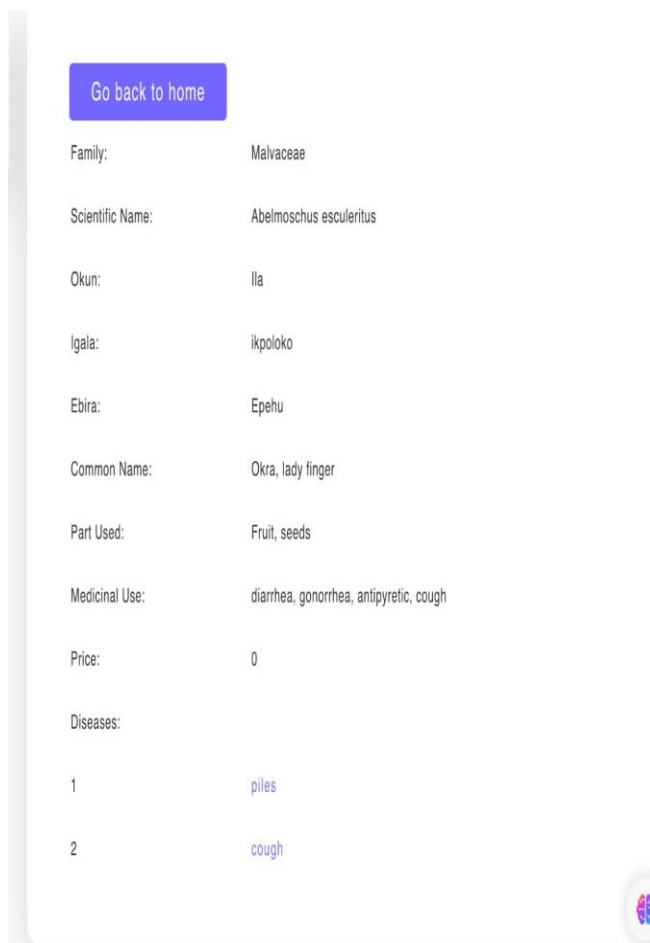 Go back to home
Family: Malvaceae
Scientific Name: Abelmoschus esculeritus
Okun: Ila
Igala: ikpoloko
Ebira: Epehu
Common Name: Okra, lady finger
Part Used: Fruit, seeds
Medicinal Use: diarrhea, gonorrhea, antipyretic, cough
Price: 0
Diseases:
1 piles
2 cough